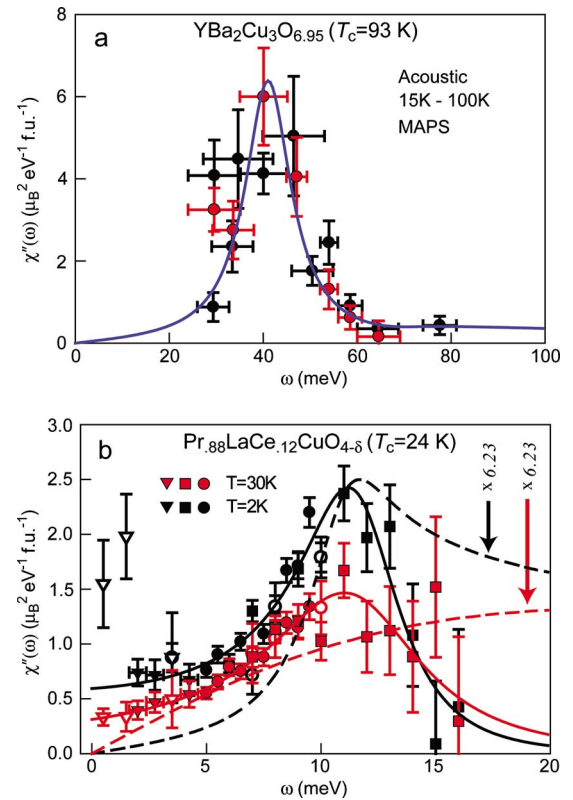 a
YBa₂Cu₃O₆.₉₅ (Tc=93 K)
Acoustic
15K - 100K
MAPS
χ″(ω) (μB² eV⁻¹ f.u.⁻¹)
8
6
4
2
0
0 20 40 60 80 100
ω (meV)
b
Pr.₈₈LaCe.₁₂CuO₄₋δ (Tc=24 K)
T=30K
T=2K
x 6.23
x 6.23
χ″(ω) (μB² eV⁻¹ f.u.⁻¹)
3.0
2.5
2.0
1.5
1.0
0.5
0.0
0 5 10 15 20
ω (meV)